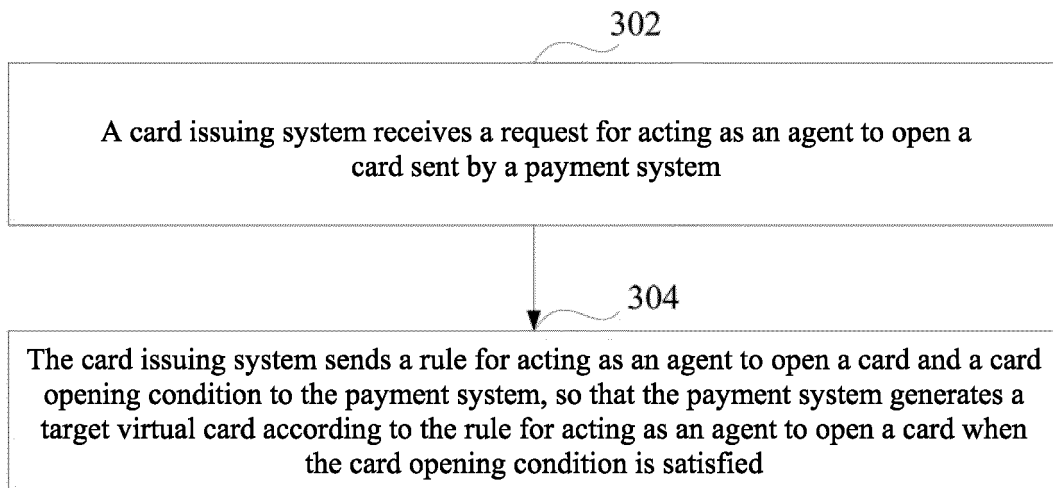 302
A card issuing system receives a request for acting as an agent to open a
card sent by a payment system
304
The card issuing system sends a rule for acting as an agent to open a card and a card
opening condition to the payment system, so that the payment system generates a
target virtual card according to the rule for acting as an agent to open a card when
the card opening condition is satisfied